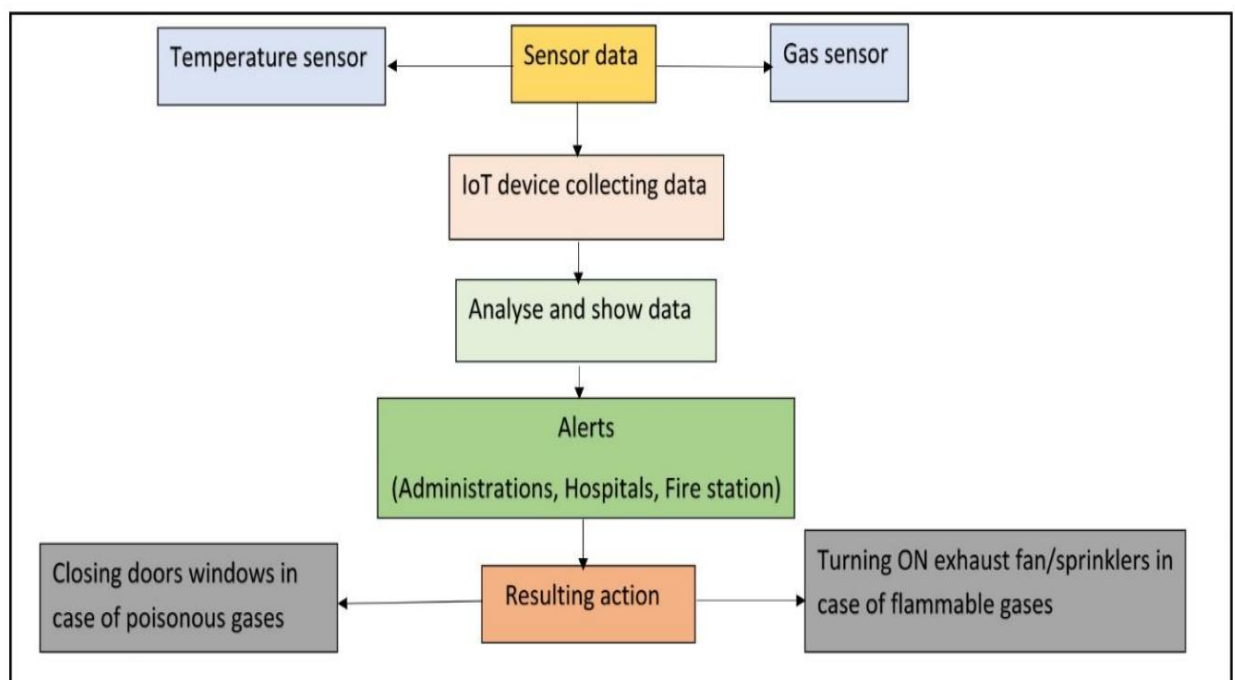 Temperature sensor
Sensor data
Gas sensor
IoT device collecting data
Analyse and show data
Alerts
(Administrations, Hospitals, Fire station)
Closing doors windows in
case of poisonous gases
Resulting action
Turning ON exhaust fan/sprinklers in
case of flammable gases